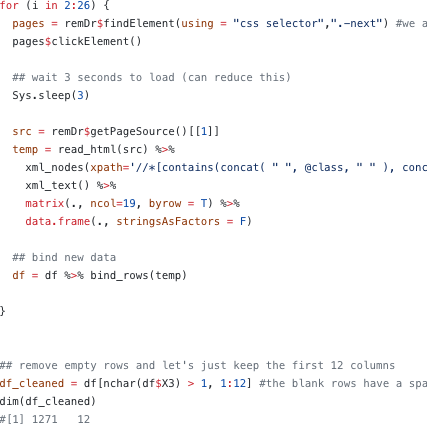 for (i in 2:26) {
  pages = remDr$findElement(using = "css selector",".-next") #we a
  pages$clickElement()
  ## wait 3 seconds to load (can reduce this)
  Sys.sleep(3)
  src = remDr$getPageSource()[[1]]
  temp = read_html(src) %>%
    xml_nodes(xpath='//*[contains(concat( " ", @class, " " ), conc
    xml_text() %>%
    matrix(., ncol=19, byrow = T) %>%
    data.frame(., stringsAsFactors = F)
  ## bind new data
  df = df %>% bind_rows(temp)
}
## remove empty rows and let's just keep the first 12 columns
df_cleaned = df[nchar(df$X3) > 1, 1:12] #the blank rows have a spa
dim(df_cleaned)
#[1] 1271   12